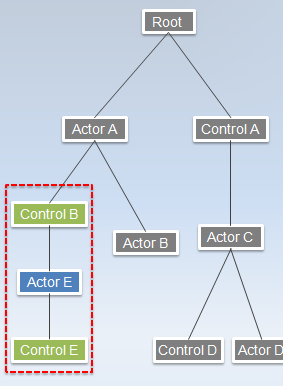 Root
Actor A
Control A
Control B
Actor B
Actor C
Actor E
Control E
Control D
Actor D